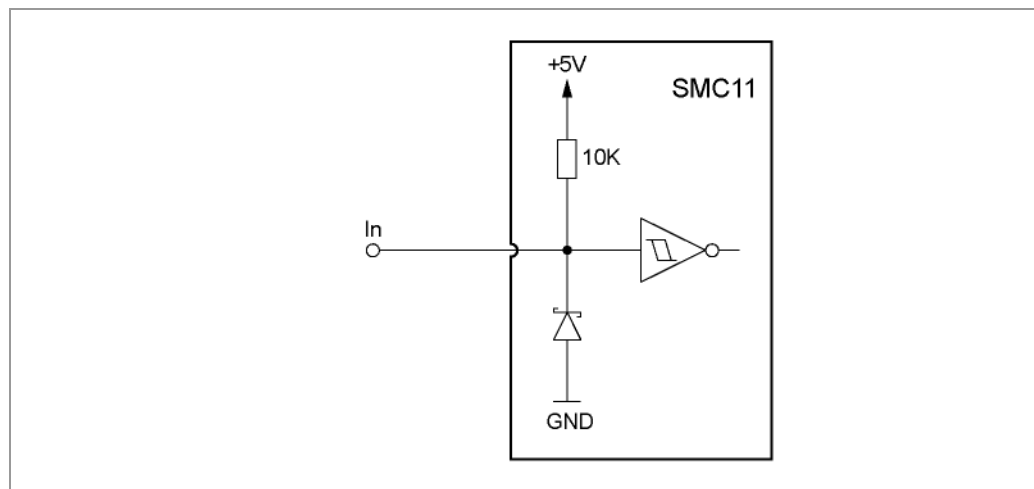 +5V
SMC11
10K
In
GND